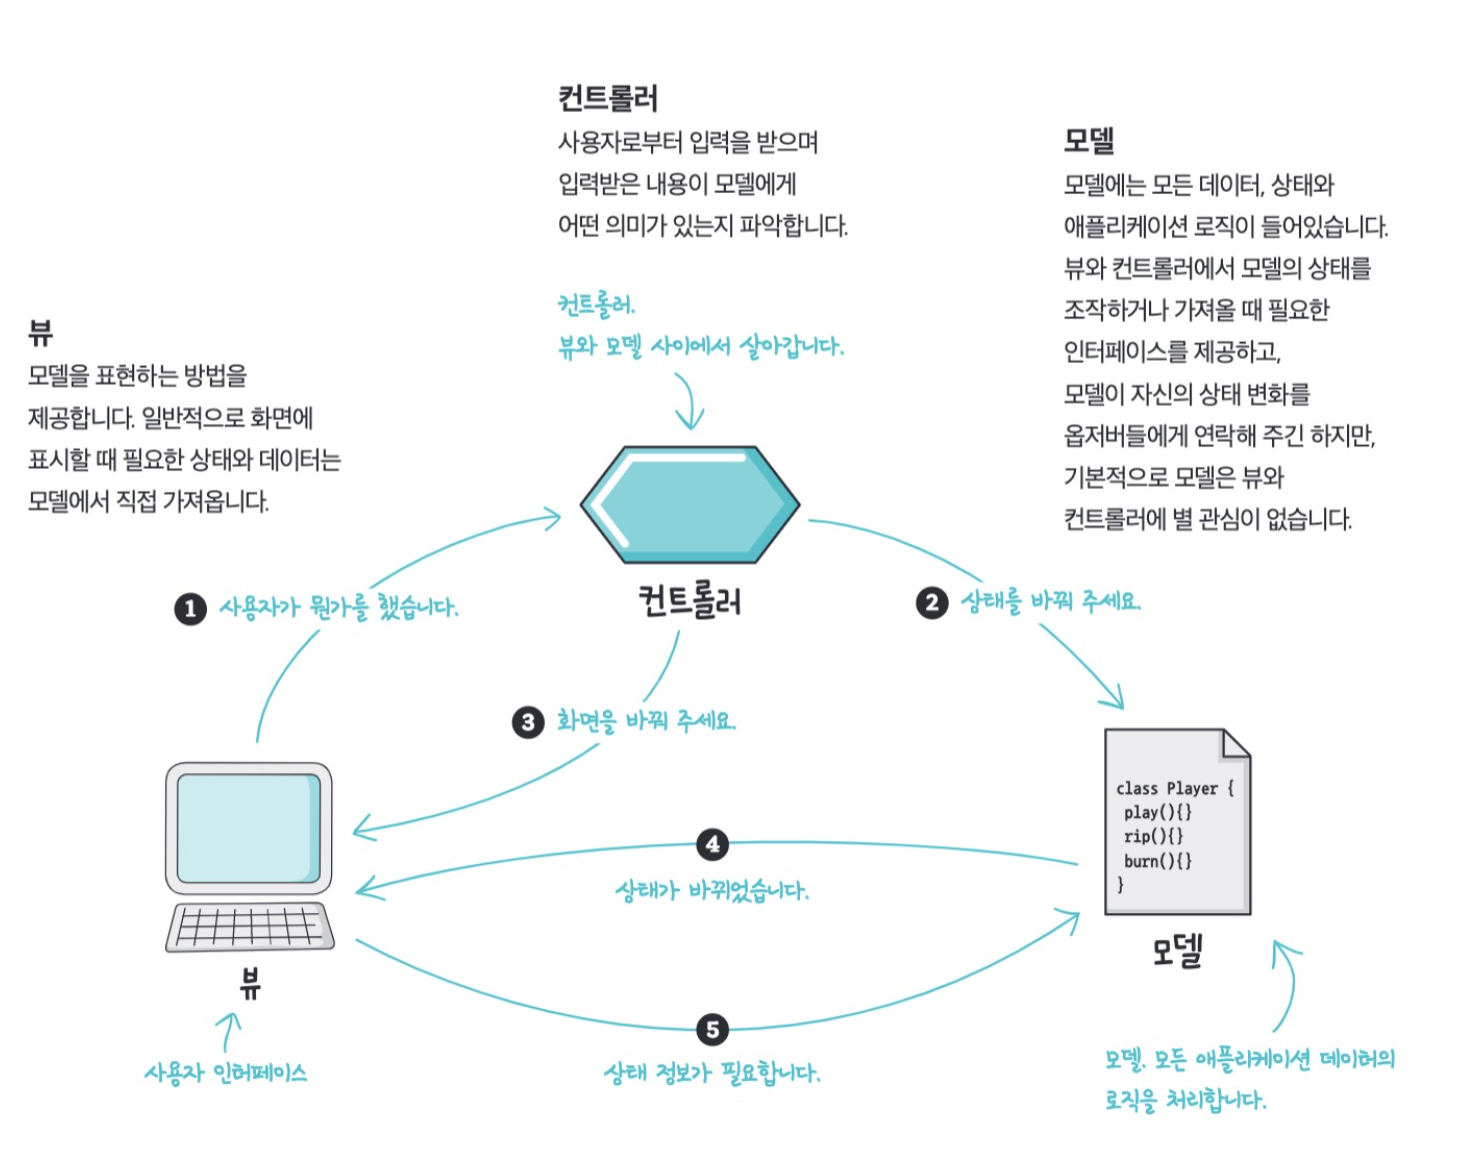 컨트롤러
사용자로부터 입력을 받으며
입력받은 내용이 모델에게
어떤 의미가 있는지 파악합니다.
모델
모델에는 모든 데이터, 상태와
애플리케이션 로직이 들어있습니다.
뷰와 컨트롤러에서 모델의 상태를
조작하거나 가져올 때 필요한
인터페이스를 제공하고,
모델이 자신의 상태 변화를
옵저버들에게 연락해 주긴 하지만,
기본적으로 모델은 뷰와
컨트롤러에 별 관심이 없습니다.
뷰
모델을 표현하는 방법을
제공합니다. 일반적으로 화면에
표시할 때 필요한 상태와 데이터는
모델에서 직접 가져옵니다.
컨트롤러.
뷰와 모델 사이에서 살아갑니다.
컨트롤러
1 사용자가 뭔가를 했습니다.
2 상태를 바꿔 주세요.
3 화면을 바꿔 주세요.
class Player {
play(){}
rip(){}
burn(){}
}
4
상태가 바뀌었습니다.
모델
뷰
5
상태 정보가 필요합니다.
사용자 인터페이스
모델. 모든 애플리케이션 데이터의
로직을 처리합니다.